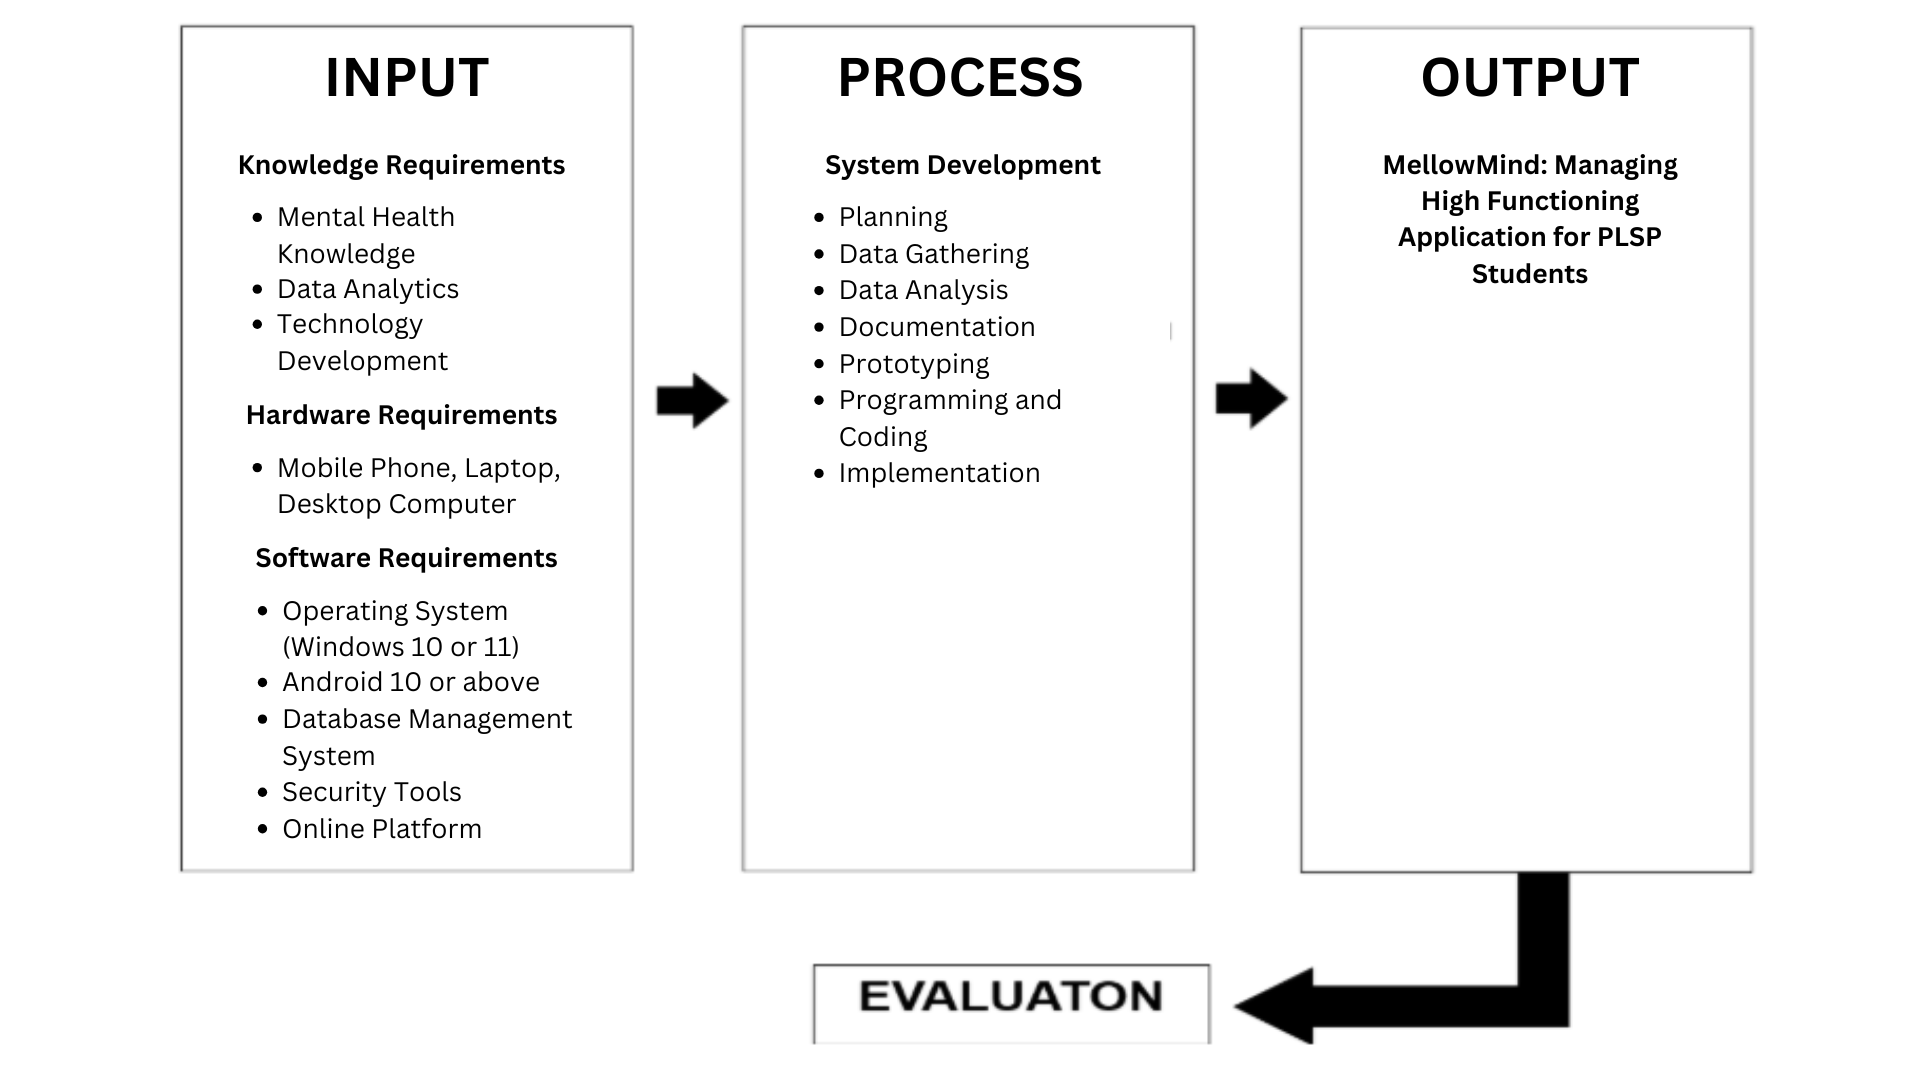 INPUT
Knowledge Requirements
• Mental Health
Knowledge
• Data Analytics
• Technology
Development
Hardware Requirements
• Mobile Phone, Laptop,
Desktop Computer
Software Requirements
• Operating System
(Windows 10 or 11)
• Android 10 or above
• Database Management
System
• Security Tools
• Online Platform
PROCESS
System Development
• Planning
• Data Gathering
• Data Analysis
• Documentation
• Prototyping
• Programming and
Coding
• Implementation
OUTPUT
MellowMind: Managing
High Functioning
Application for PLSP
Students
EVALUATON